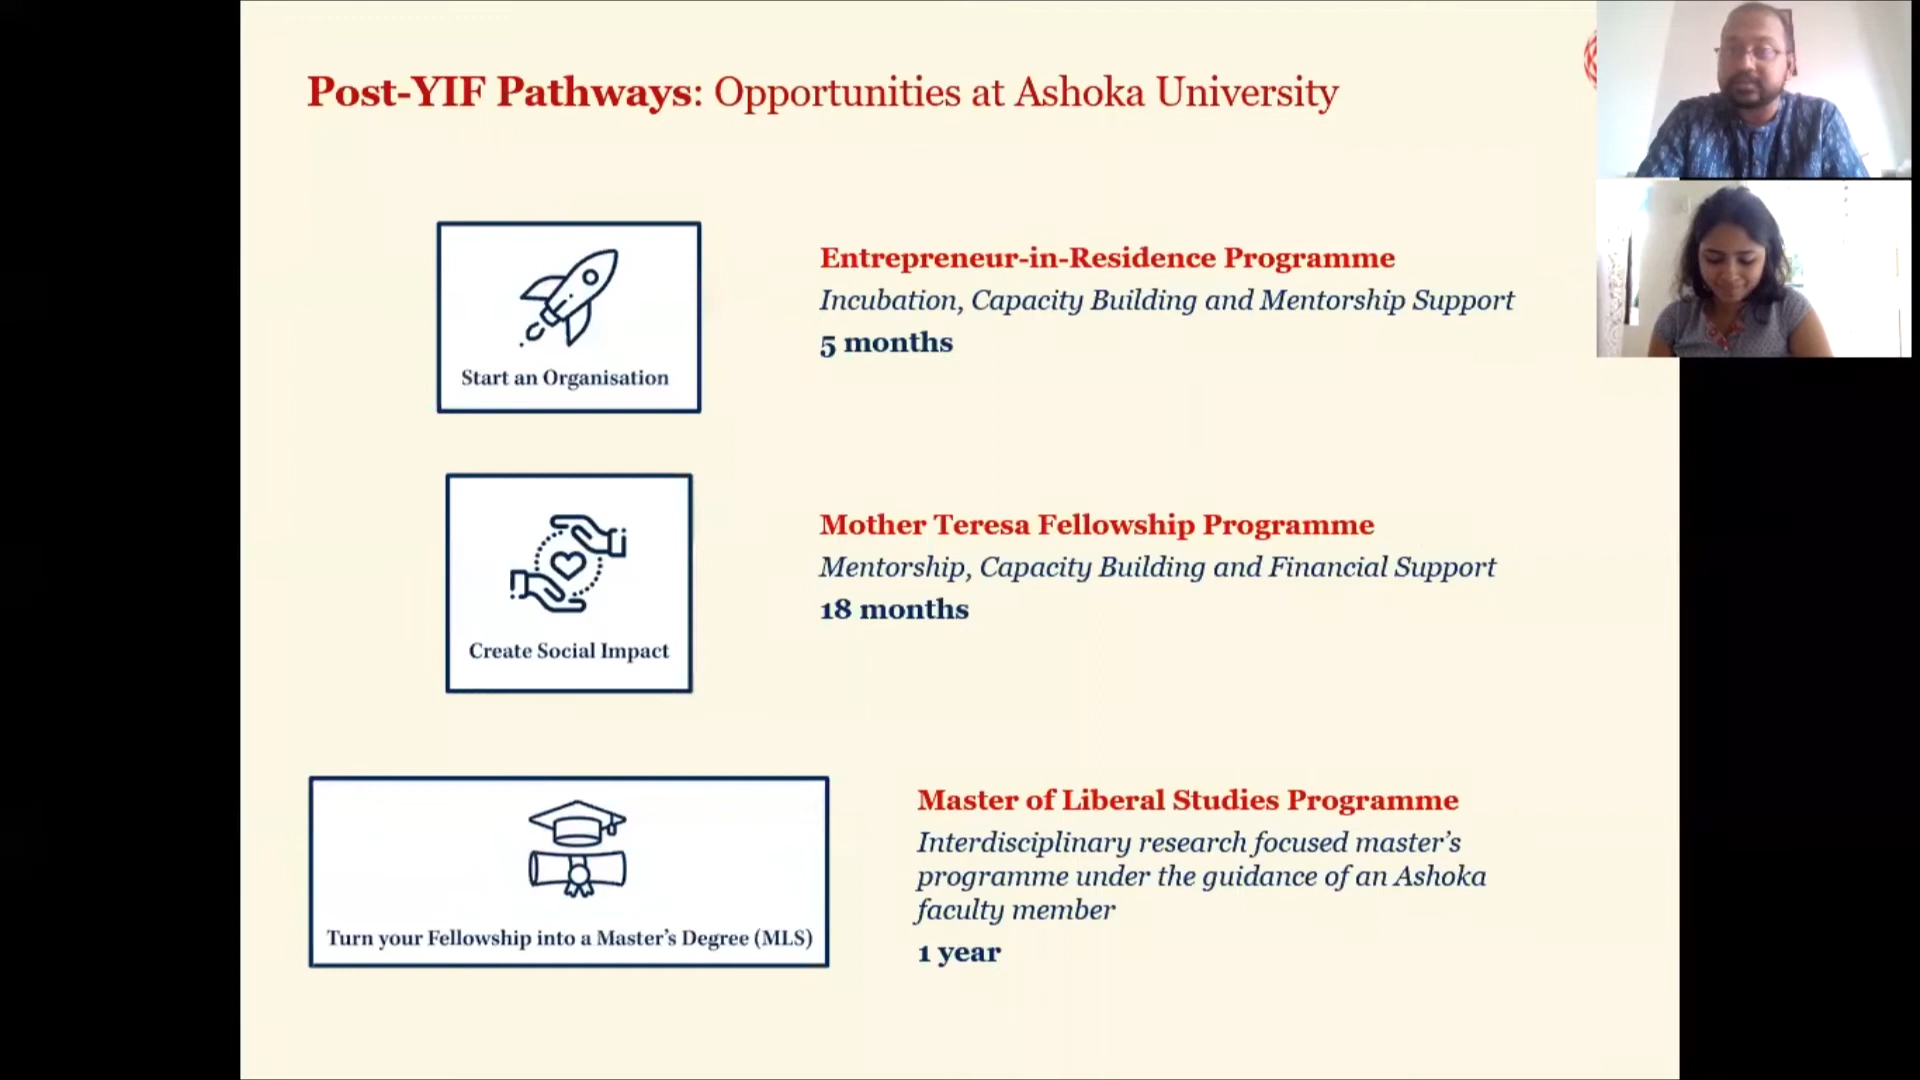 Post-YIF Pathways: Opportunities at Ashoka University
Start an Organisation
Entrepreneur-in-Residence Programme
Incubation, Capacity Building and Mentorship Support
5 months
Create Social Impact
Mother Teresa Fellowship Programme
Mentorship, Capacity Building and Financial Support
18 months
Turn your Fellowship into a Master's Degree (MLS)
Master of Liberal Studies Programme
Interdisciplinary research focused master's
programme under the guidance of an Ashoka
faculty member
1 year